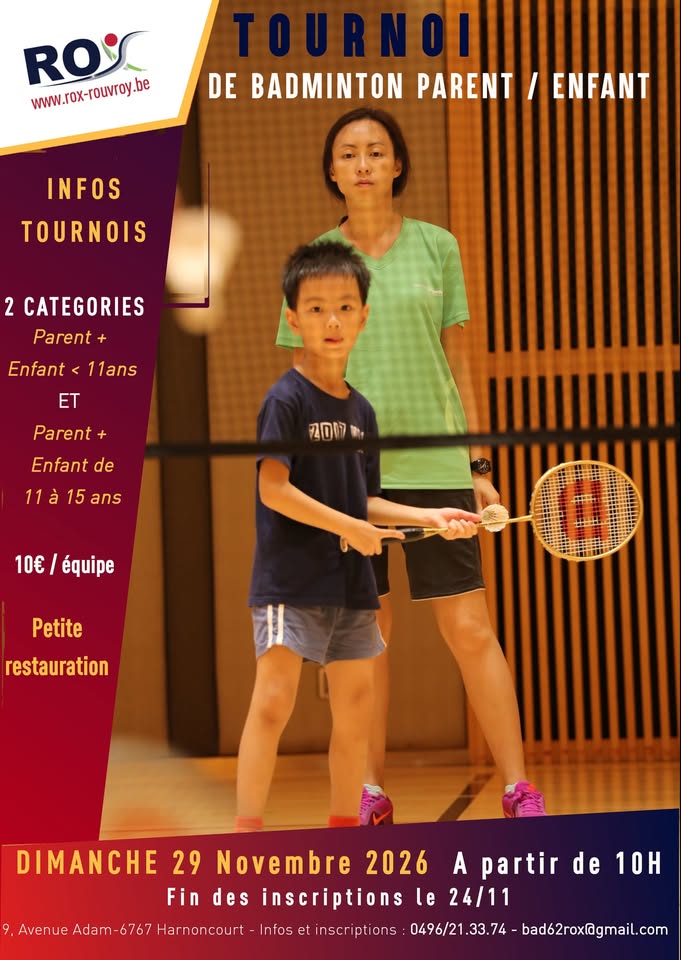 ROX
www.rox-rouvroy.be
TOURNOI
DE BADMINTON PARENT / ENFANT
INFOS
TOURNOIS
2 CATEGORIES
Parent +
Enfant < 11ans
ET
Parent +
Enfant de
11 à 15 ans
10€ / équipe
Petite
restauration
DIMANCHE 29 Novembre 2026 A partir de 10H
Fin des inscriptions le 24/11
9, Avenue Adam-6767 Harnoncourt - Infos et inscriptions : 0496/21.33.74 - bad62rox@gmail.com